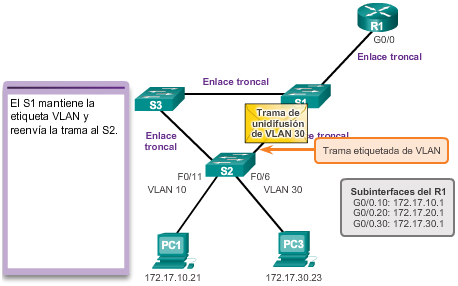 R1
G0/0
Enlace troncal
El S1 mantiene la
etiqueta VLAN y
reenvía la trama al S2.
Enlace troncal
S3
S1
Trama de
unidifusión
de VLAN 30
Enlace
troncal
troncal
Trama etiquetada de VLAN
F0/11
S2
F0/6
VLAN 10
VLAN 30
Subinterfaces del R1
G0/0.10: 172.17.10.1
G0/0.20: 172.17.20.1
G0/0.30: 172.17.30.1
PC1
PC3
172.17.10.21
172.17.30.23